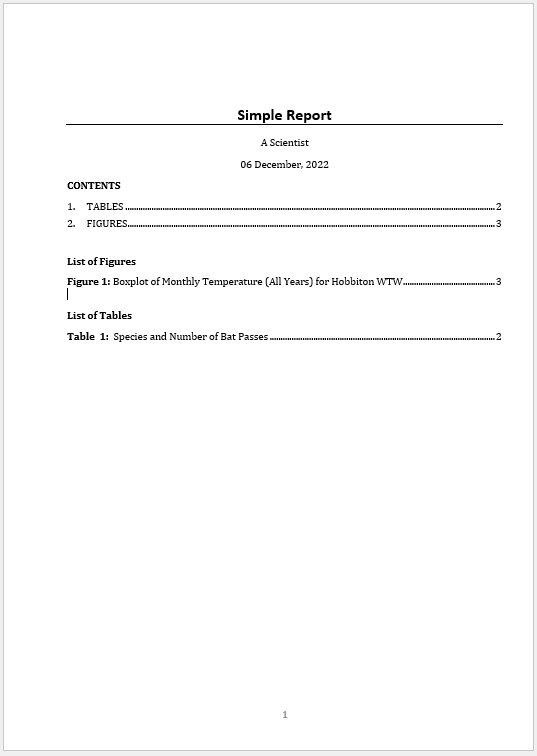 Simple Report
A Scientist
06 December, 2022
CONTENTS
1. TABLES ........................................................................................................ 2
2. FIGURES........................................................................................................ 3
List of Figures
Figure 1: Boxplot of Monthly Temperature (All Years) for Hobbiton WTW................................ 3
List of Tables
Table 1: Species and Number of Bat Passes ................................................................ 2
1